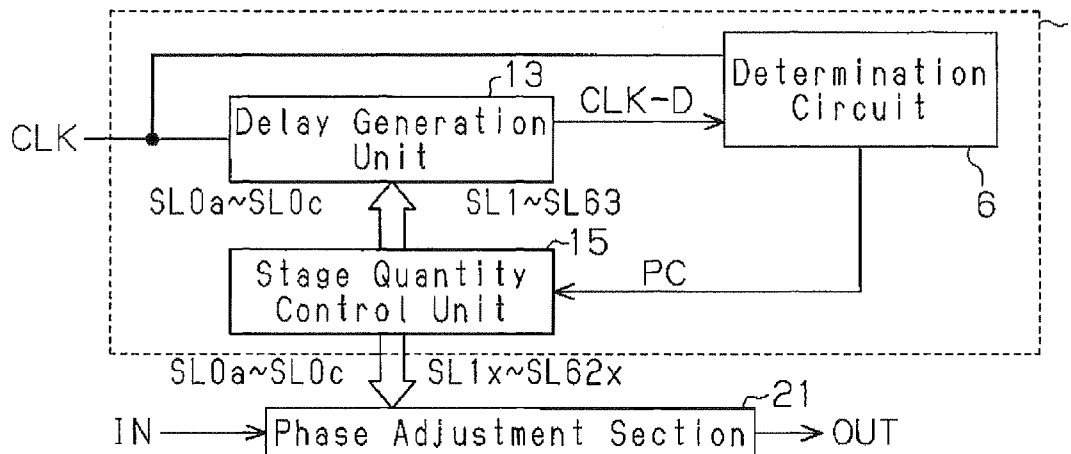 Determination
Circuit
13
CLK-D
CLK
Delay Generation
Unit
6
SL0a~SL0c
SL1~SL63
15
Stage Quantity
Control Unit
PC
SL0a~SL0c
SL1x~SL62x
21
IN
Phase Adjustment Section
OUT